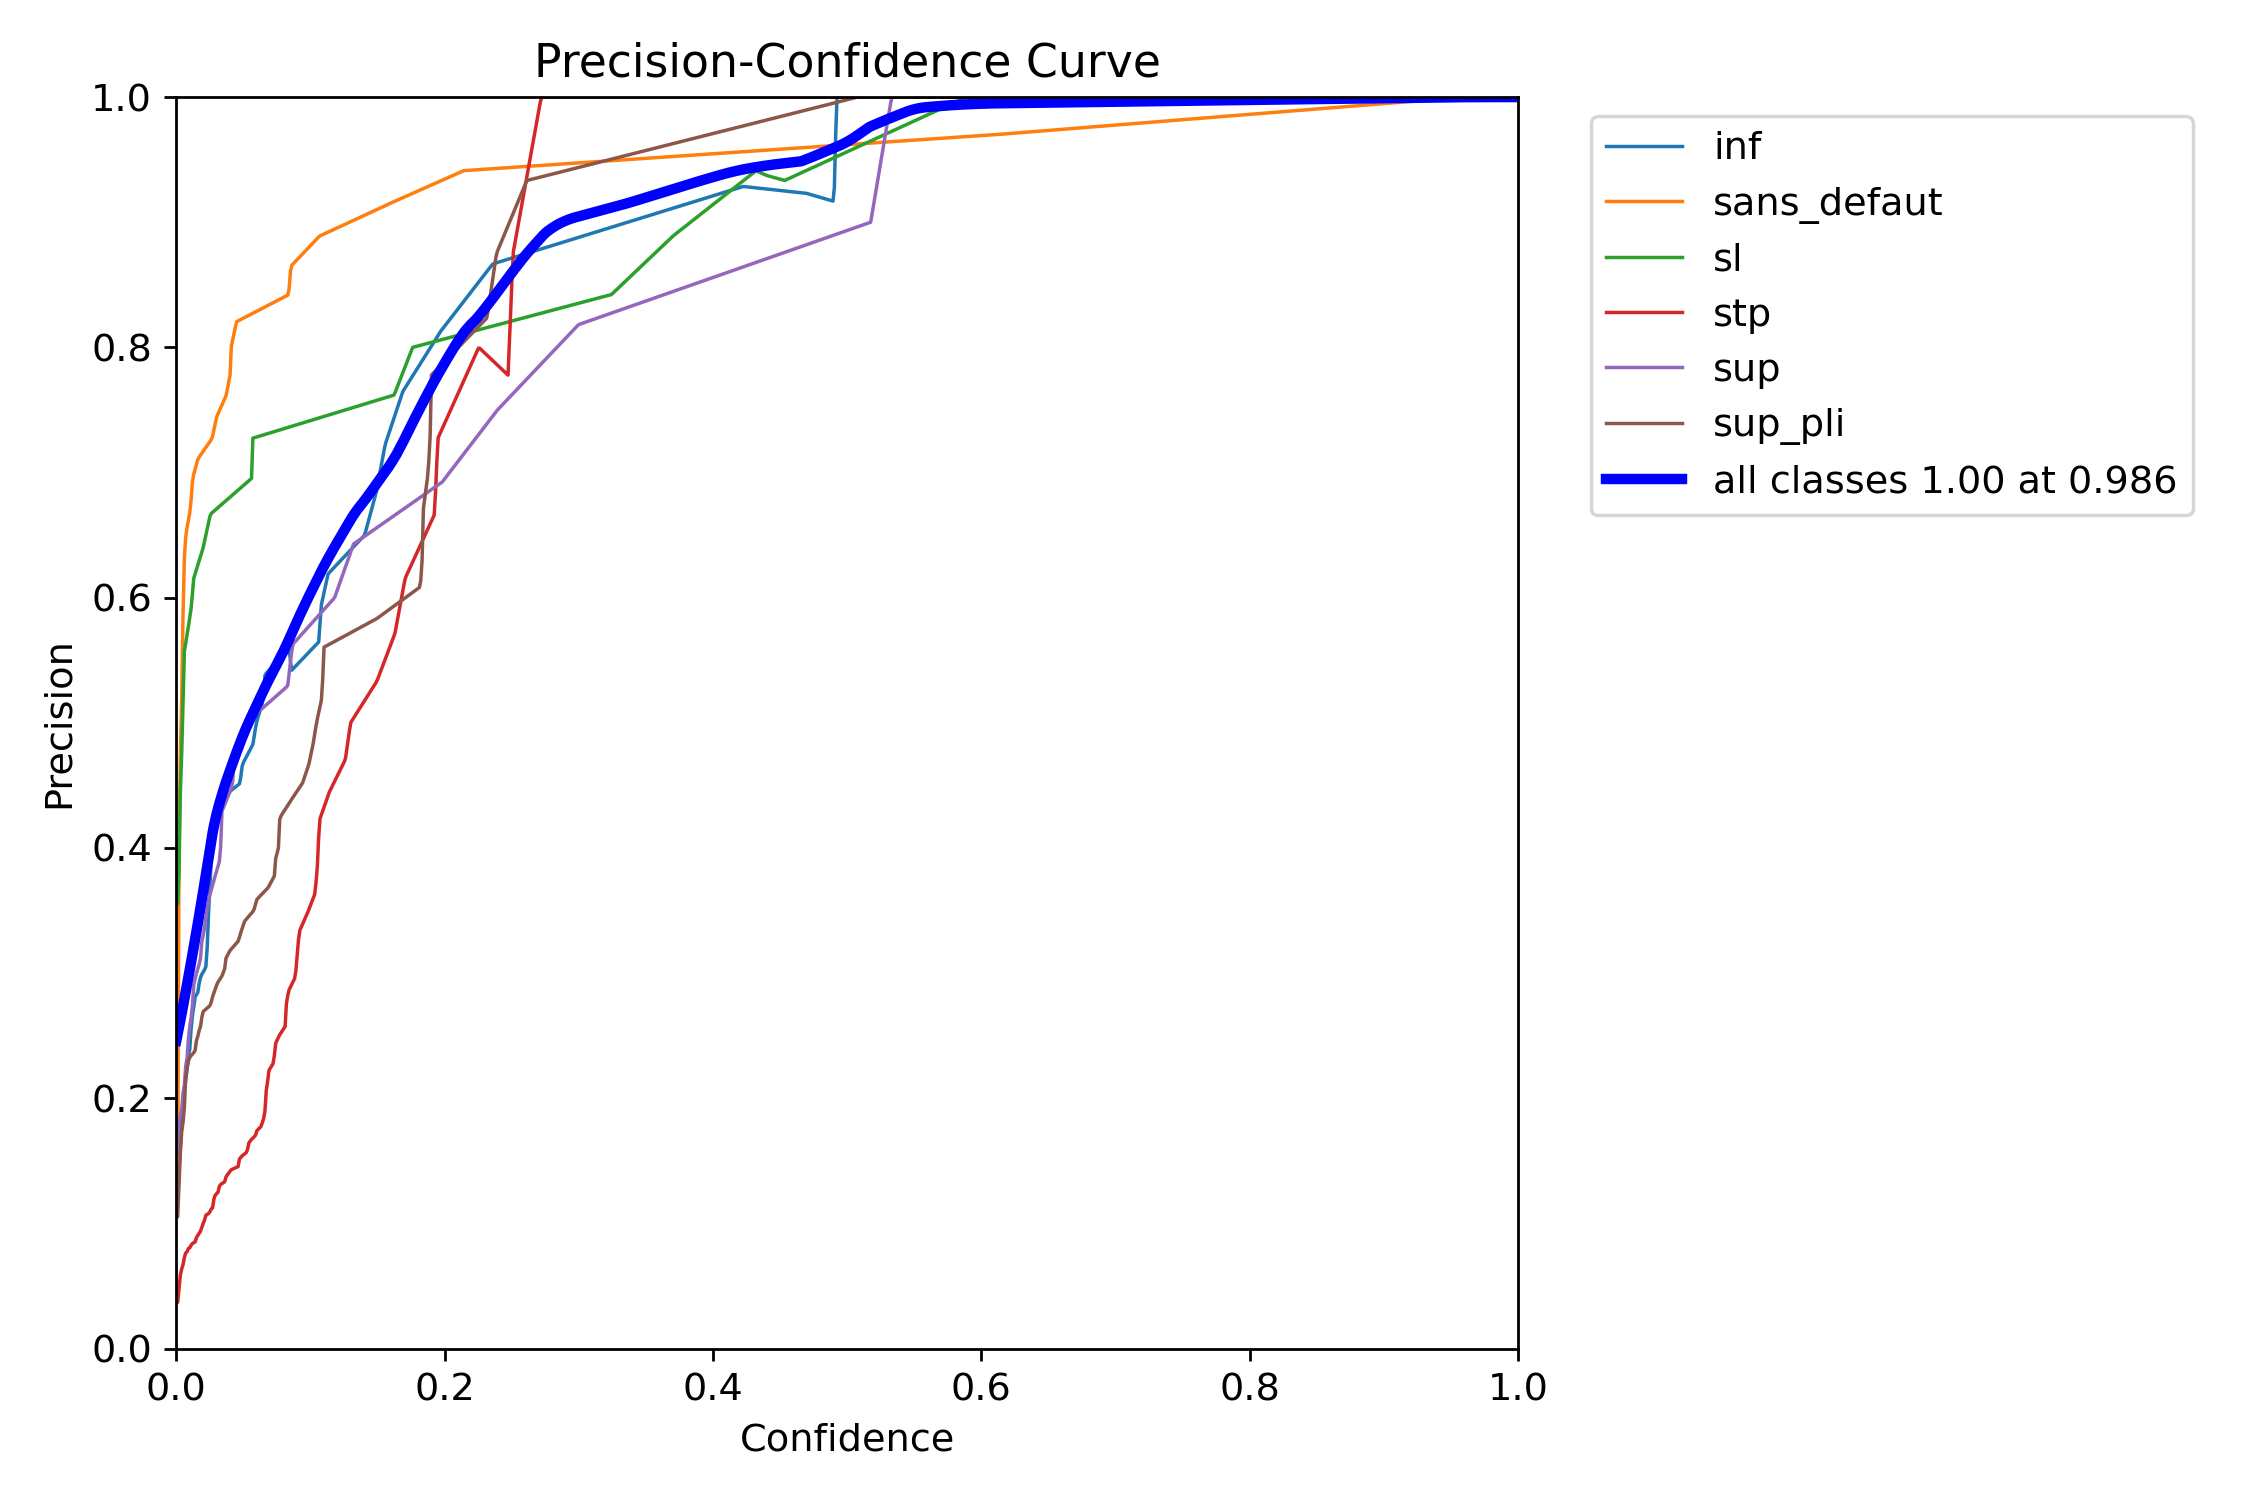 Precision-Confidence Curve
1.0
0.8
0.6
0.4
0.2
0.0
Precision
0.0 0.2 0.4 0.6 0.8 1.0
Confidence
inf
sans_defaut
sl
stp
sup
sup_pli
all classes 1.00 at 0.986